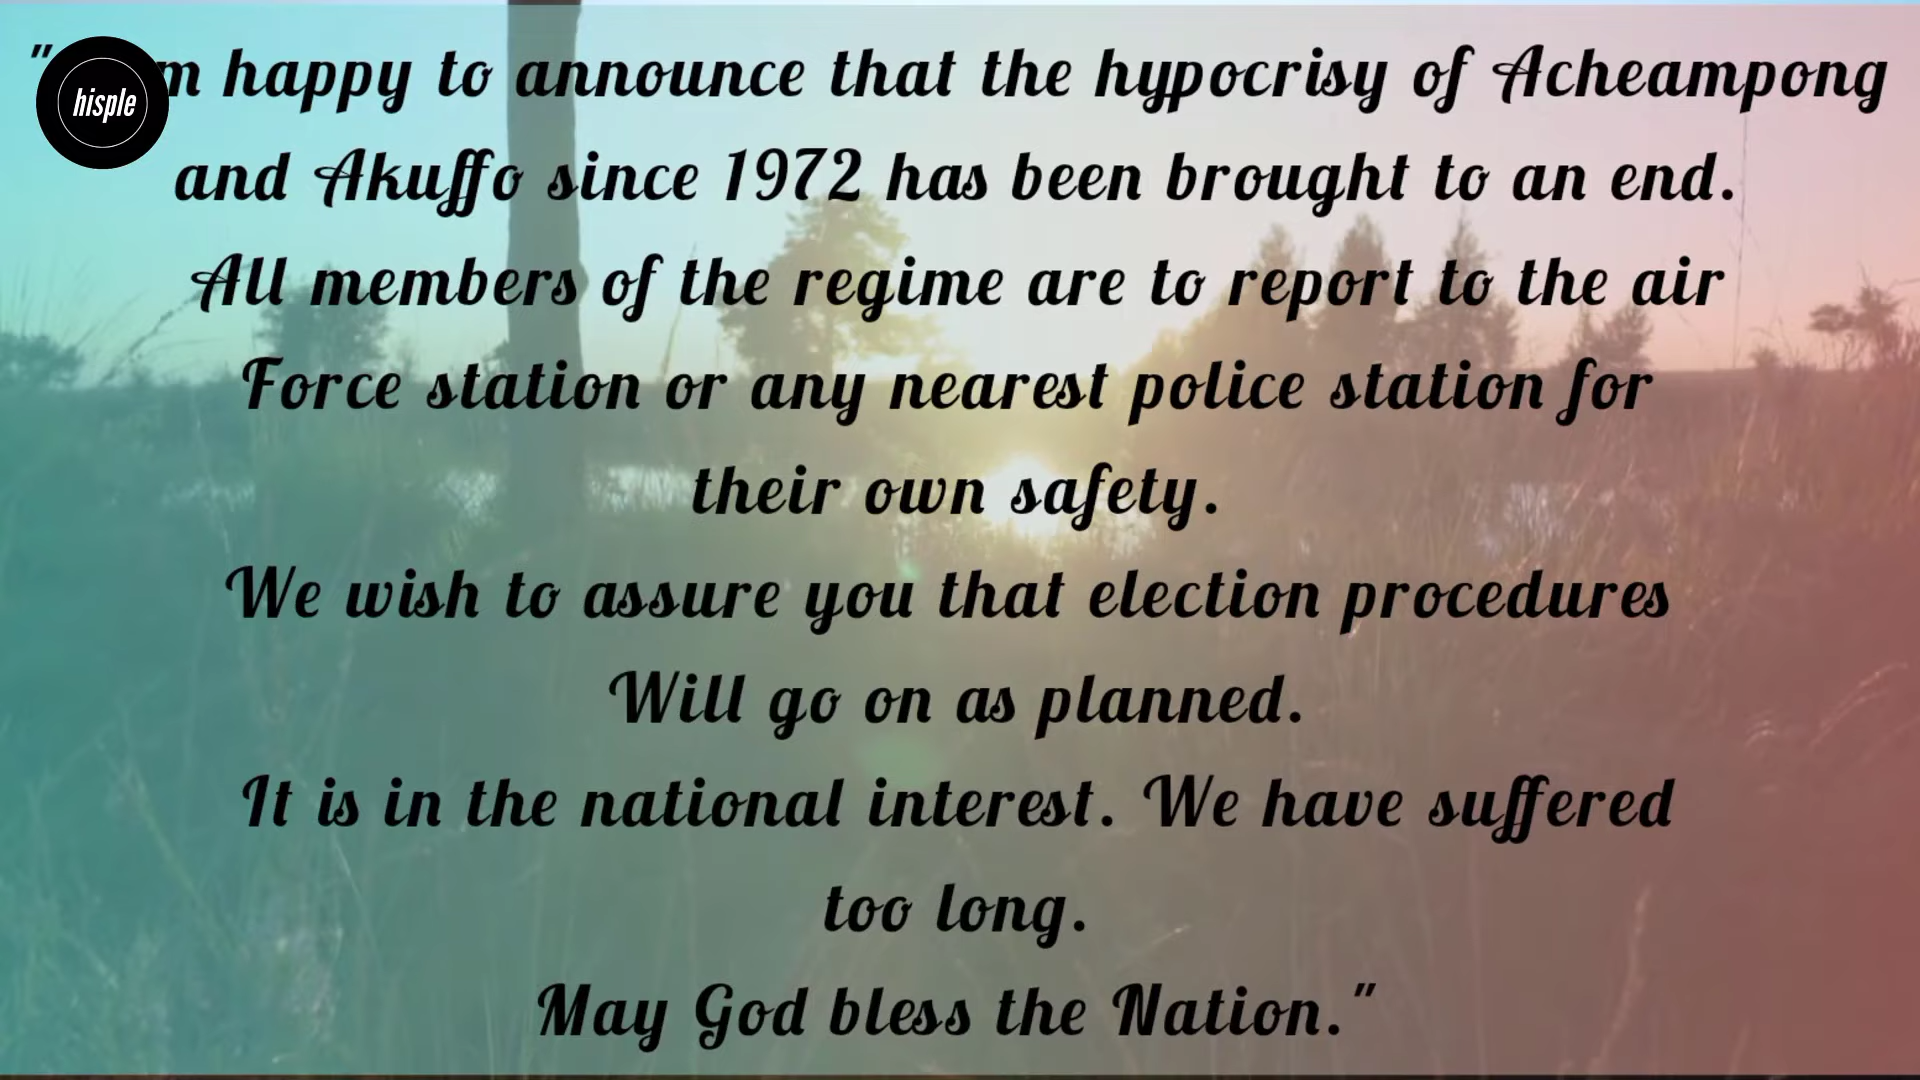 " m happy to announce that the hypocrisy of Acheampong
hisple
and Akuffo since 1972 has been brought to an end.
All members of the regime are to report to the air
Force station or any nearest police station for
their own safety.
We wish to assure you that election procedures
Will go on as planned.
It is in the national interest. We have suffered
too long.
May God bless the Nation."